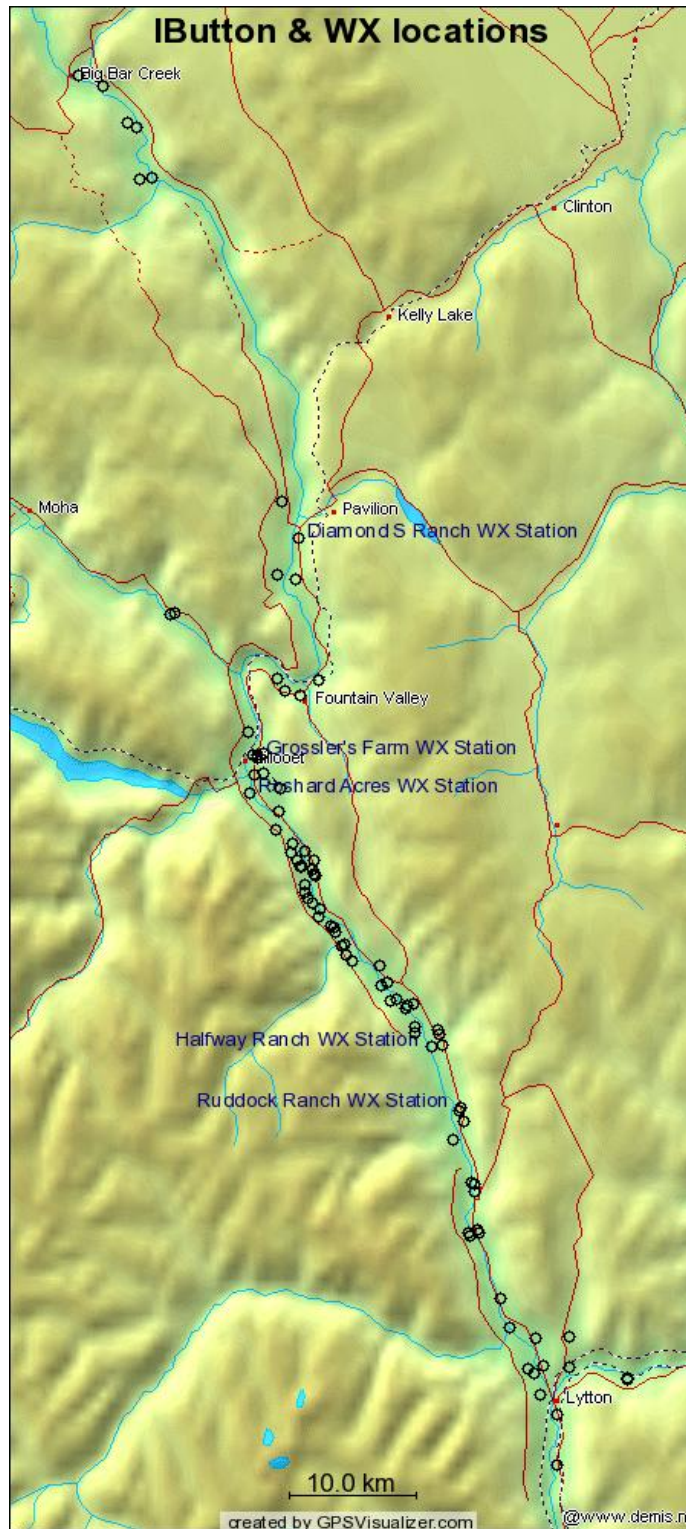 IButton & WX locations
Big Bar Creek
Clinton
Kelly Lake
Moha
Pavilion
Diamond S Ranch WX Station
Fountain Valley
Grossler's Farm WX Station
Roshard Acres WX Station
Halfway Ranch WX Station
Ruddock Ranch WX Station
Lytton
10.0 km
created by GPSVisualizer.com
@www.demis.n